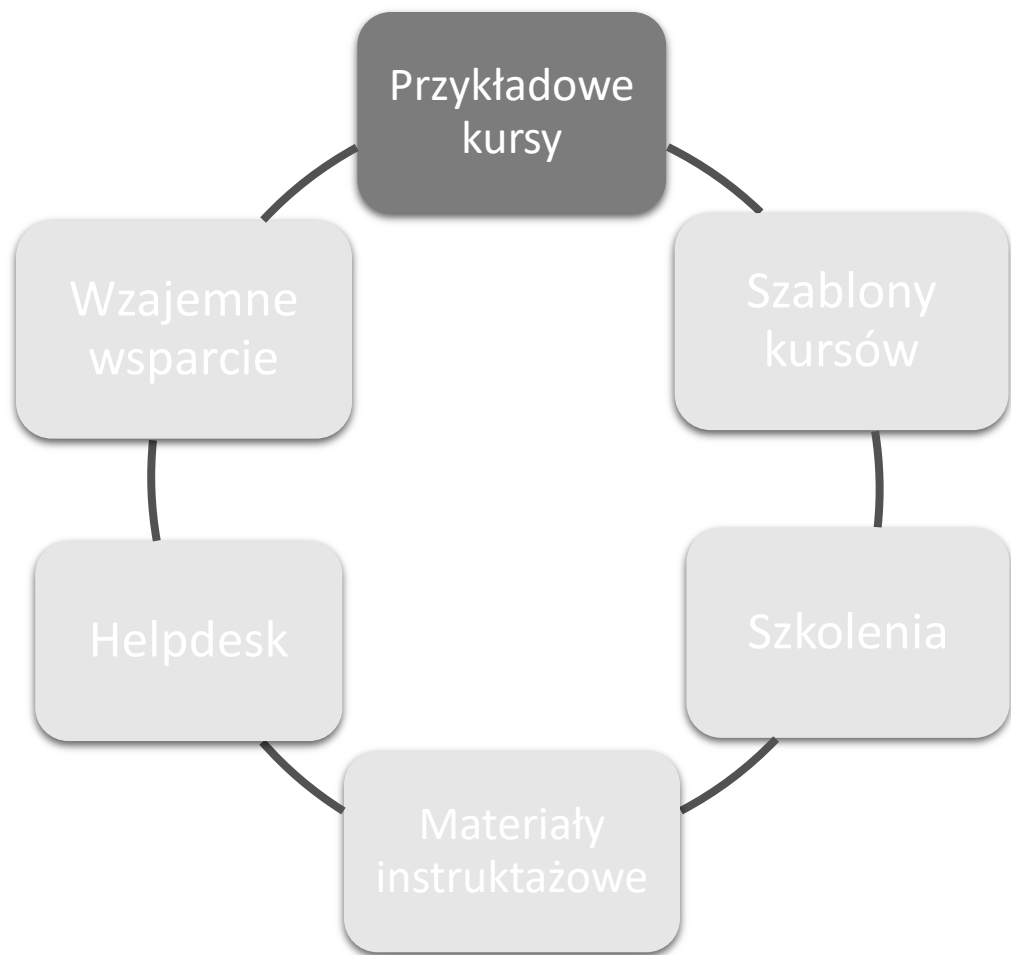 Przykładowe
kursy
Szablony
kursów
Szkolenia
Materiały
instruktażowe
Helpdesk
Wzajemne
wsparcie